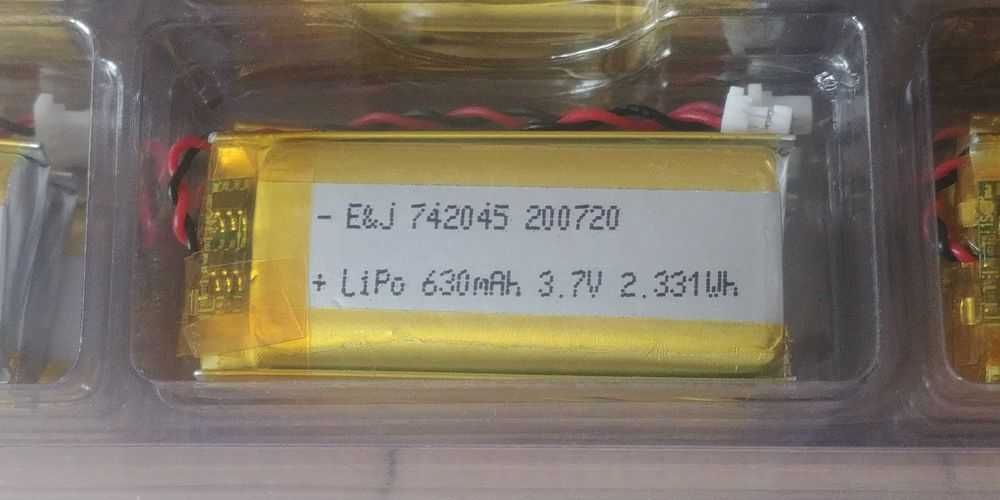 - E&J 742045 200720
+ LiPo 630mAh 3.7V 2.331Wh